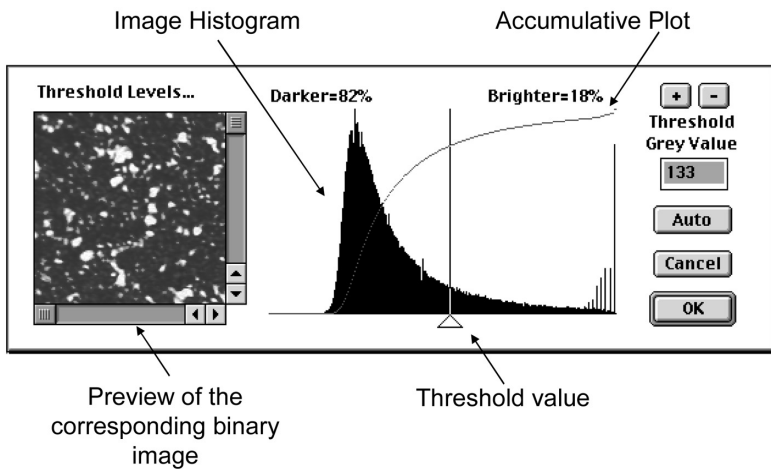 Image Histogram
Accumulative Plot
Threshold Levels...
Darker=82%
Brighter=18%
+
-
Threshold
Grey Value
133
Auto
Cancel
OK
Preview of the
corresponding binary
image
Threshold value